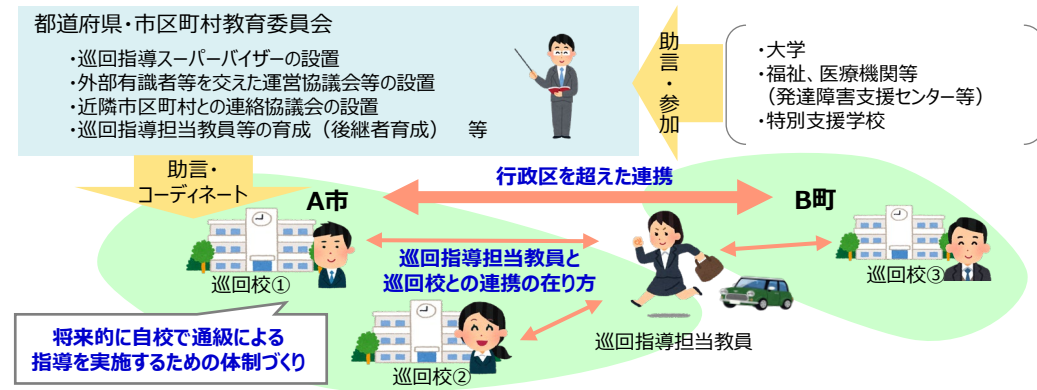 都道府県・市区町村教育委員会
・巡回指導スーパーバイザーの設置
・外部有識者等を交えた運営協議会等の設置
・近隣市区町村との連絡協議会の設置
・巡回指導担当教員等の育成（後継者育成）　等
助言・参加
・大学
・福祉、医療機関等
（発達障害支援センター等）
・特別支援学校
助言・
コーディネート
行政区を超えた連携
A市
B町
巡回校①
巡回指導担当教員と
巡回校との連携の在り方
巡回校③
将来的に自校で通級による
指導を実施するための体制づくり
巡回校②
巡回指導担当教員